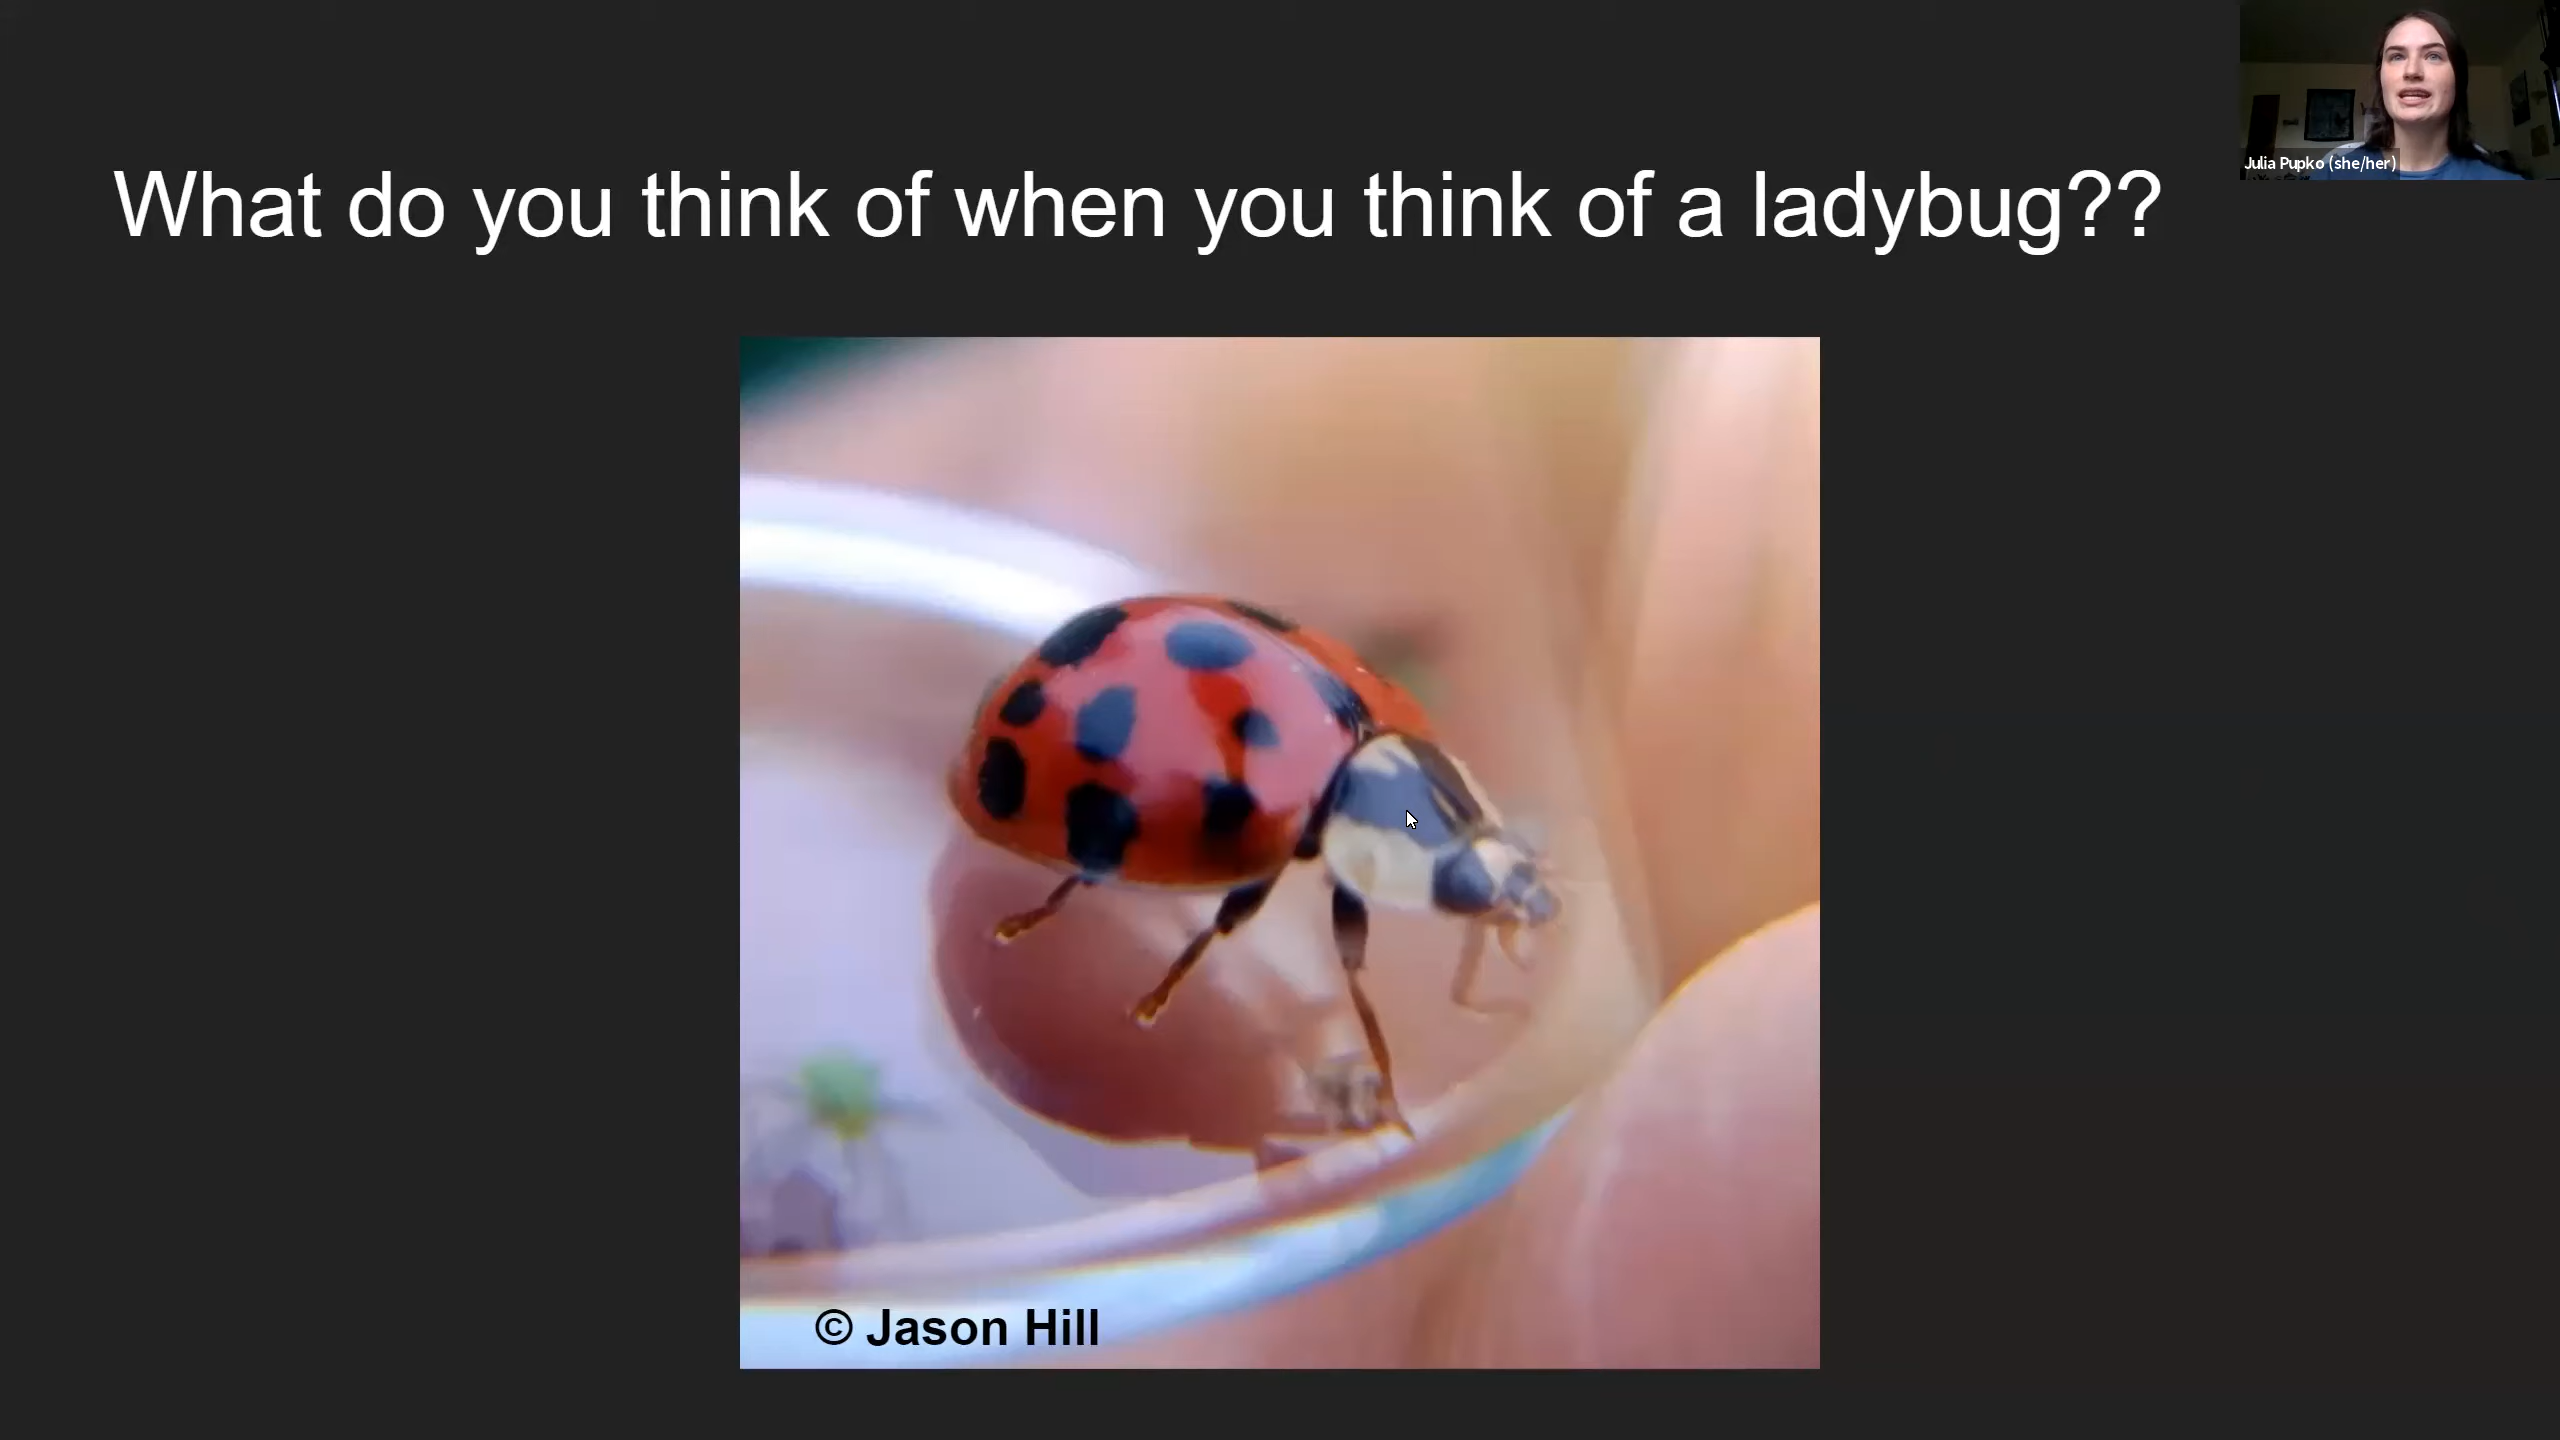 What do you think of when you think of a ladybug??
Julia Pupko (she/her)
© Jason Hill